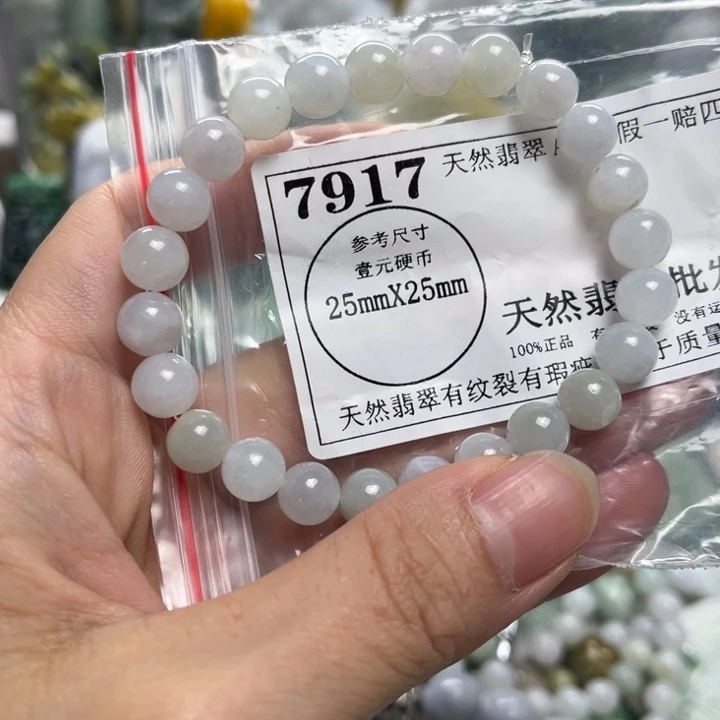 7917
天然翡翠
假一赔四
参考尺寸
壹元硬币
25mmX25mm
天然翡
批发
100%正品
没有运
于质量
天然翡翠有纹裂有瑕疵